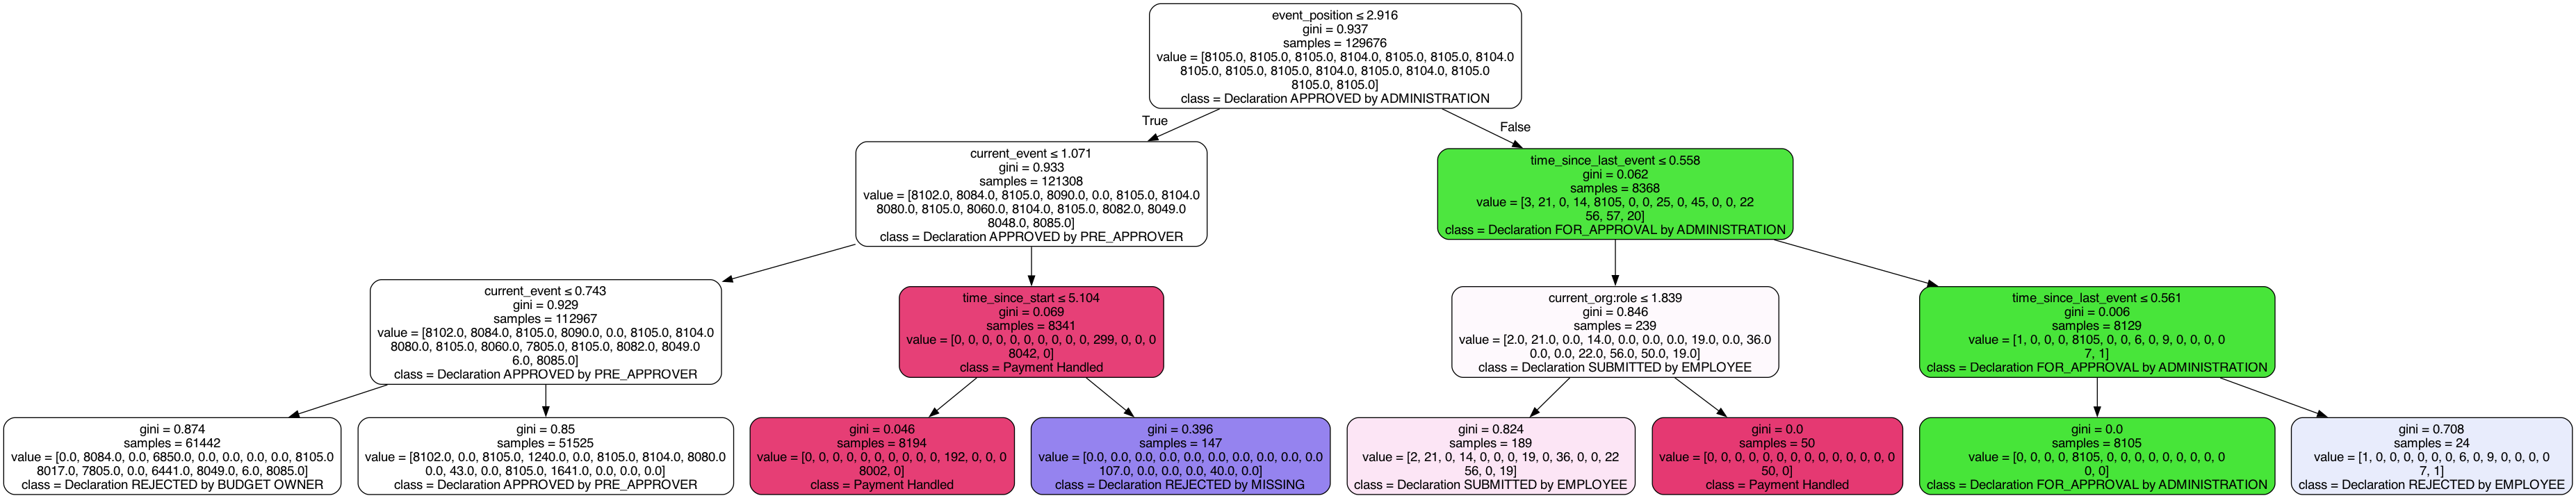 event_position ≤ 2.916
gini = 0.937
samples = 129676
value = [8105.0, 8105.0, 8105.0, 8104.0, 8105.0, 8105.0, 8104.0
8105.0, 8105.0, 8105.0, 8104.0, 8105.0, 8104.0, 8105.0
8105.0, 8105.0]
class = Declaration APPROVED by ADMINISTRATION
True
False
current_event ≤ 1.071
gini = 0.933
samples = 121308
value = [8102.0, 8084.0, 8105.0, 8090.0, 0.0, 8105.0, 8104.0
8080.0, 8105.0, 8060.0, 8104.0, 8105.0, 8082.0, 8049.0
8048.0, 8085.0]
class = Declaration APPROVED by PRE_APPROVER
time_since_last_event ≤ 0.558
gini = 0.062
samples = 8368
value = [3, 21, 0, 14, 8105, 0, 0, 25, 0, 45, 0, 0, 22
56, 57, 20]
class = Declaration FOR_APPROVAL by ADMINISTRATION
current_event ≤ 0.743
gini = 0.929
samples = 112967
value = [8102.0, 8084.0, 8105.0, 8090.0, 0.0, 8105.0, 8104.0
8080.0, 8105.0, 8060.0, 7805.0, 8105.0, 8082.0, 8049.0
6.0, 8085.0]
class = Declaration APPROVED by PRE_APPROVER
time_since_start ≤ 5.104
gini = 0.069
samples = 8341
value = [0, 0, 0, 0, 0, 0, 0, 0, 0, 0, 299, 0, 0, 0
8042, 0]
class = Payment Handled
current_org:role ≤ 1.839
gini = 0.846
samples = 239
value = [2.0, 21.0, 0.0, 14.0, 0.0, 0.0, 0.0, 19.0, 0.0, 36.0
0.0, 0.0, 22.0, 56.0, 50.0, 19.0]
class = Declaration SUBMITTED by EMPLOYEE
time_since_last_event ≤ 0.561
gini = 0.006
samples = 8129
value = [1, 0, 0, 0, 8105, 0, 0, 6, 0, 9, 0, 0, 0, 0
7, 1]
class = Declaration FOR_APPROVAL by ADMINISTRATION
gini = 0.874
samples = 61442
value = [0.0, 8084.0, 0.0, 6850.0, 0.0, 0.0, 0.0, 0.0, 8105.0
8017.0, 7805.0, 0.0, 6441.0, 8049.0, 6.0, 8085.0]
class = Declaration REJECTED by BUDGET OWNER
gini = 0.85
samples = 51525
value = [8102.0, 0.0, 8105.0, 1240.0, 0.0, 8105.0, 8104.0, 8080.0
0.0, 43.0, 0.0, 8105.0, 1641.0, 0.0, 0.0, 0.0]
class = Declaration APPROVED by PRE_APPROVER
gini = 0.046
samples = 8194
value = [0, 0, 0, 0, 0, 0, 0, 0, 0, 0, 192, 0, 0, 0
8002, 0]
class = Payment Handled
gini = 0.396
samples = 147
value = [0.0, 0.0, 0.0, 0.0, 0.0, 0.0, 0.0, 0.0, 0.0, 0.0
107.0, 0.0, 0.0, 0.0, 40.0, 0.0]
class = Declaration REJECTED by MISSING
gini = 0.824
samples = 189
value = [2, 21, 0, 14, 0, 0, 0, 19, 0, 36, 0, 0, 22
56, 0, 19]
class = Declaration SUBMITTED by EMPLOYEE
gini = 0.0
samples = 50
value = [0, 0, 0, 0, 0, 0, 0, 0, 0, 0, 0, 0, 0, 0
50, 0]
class = Payment Handled
gini = 0.0
samples = 8105
value = [0, 0, 0, 0, 8105, 0, 0, 0, 0, 0, 0, 0, 0, 0
0, 0]
class = Declaration FOR_APPROVAL by ADMINISTRATION
gini = 0.708
samples = 24
value = [1, 0, 0, 0, 0, 0, 0, 6, 0, 9, 0, 0, 0, 0
7, 1]
class = Declaration REJECTED by EMPLOYEE